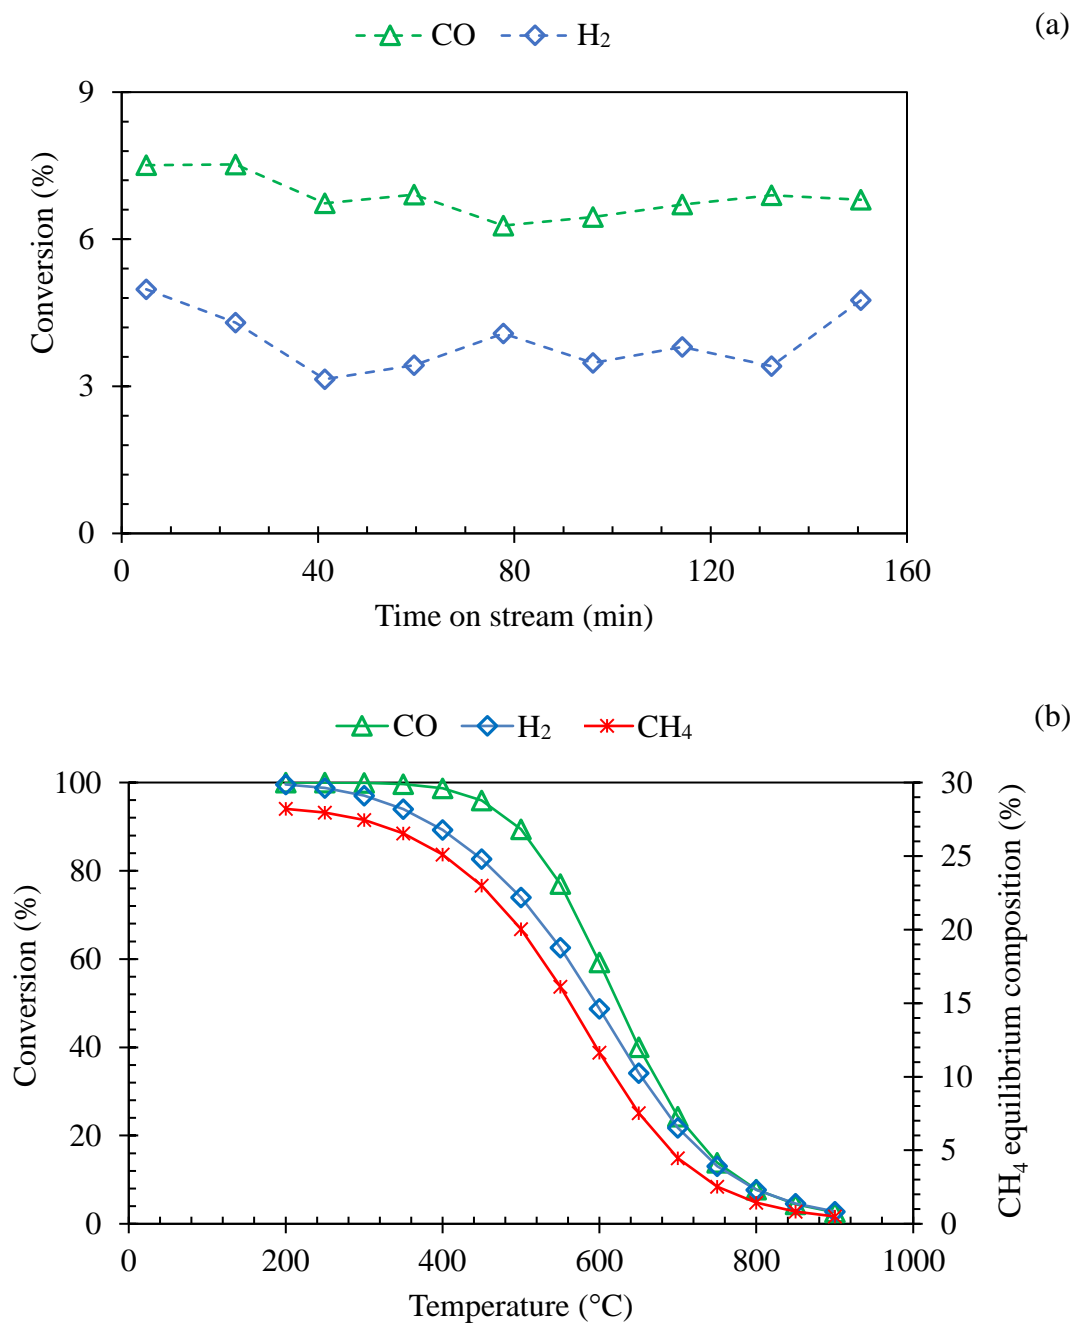 CO H₂ (a)
9
6
3
0
Conversion (%)
0 40 80 120 160
Time on stream (min)
CO H₂ CH₄ (b)
100 30
80 25
60 20
40 15
20 10
0 5
0
Conversion (%)
CH₄ equilibrium composition (%)
0 200 400 600 800 1000
Temperature (°C)